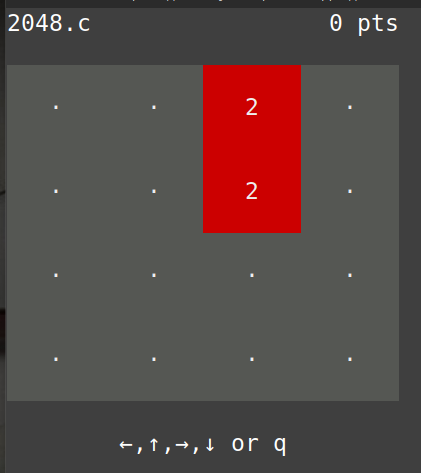 2048.c 0 pts
· · 2 ·
· · 2 ·
· · · ·
· · · ·
←,↑,→,↓ or q